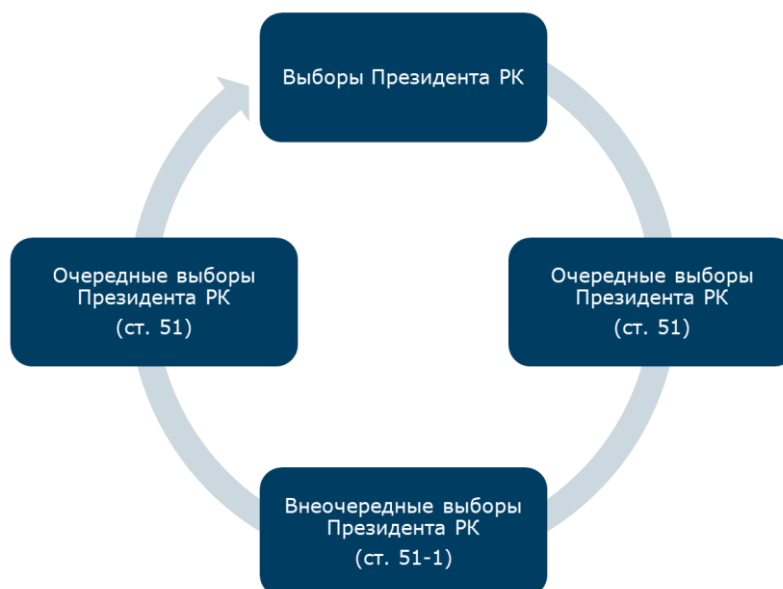 Выборы Президента РК
Очередные выборы
Президента РК
(ст. 51)
Очередные выборы
Президента РК
(ст. 51)
Внеочередные выборы
Президента РК
(ст. 51-1)